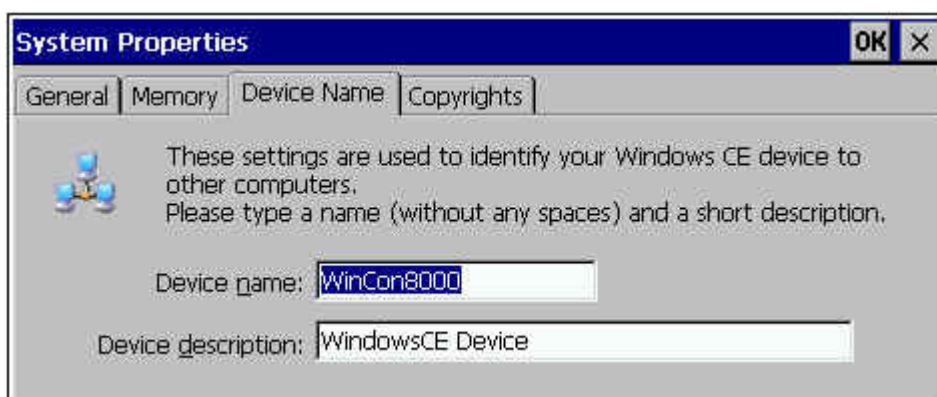 System Properties OK ×
General Memory Device Name Copyrights
These settings are used to identify your Windows CE device to
other computers.
Please type a name (without any spaces) and a short description.
Device name: WinCon8000
Device description: WindowsCE Device